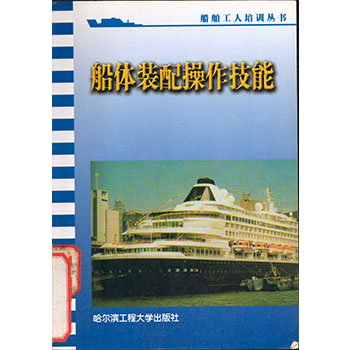 船舶工人培训丛书
船体装配操作技能
哈尔滨工程大学出版社